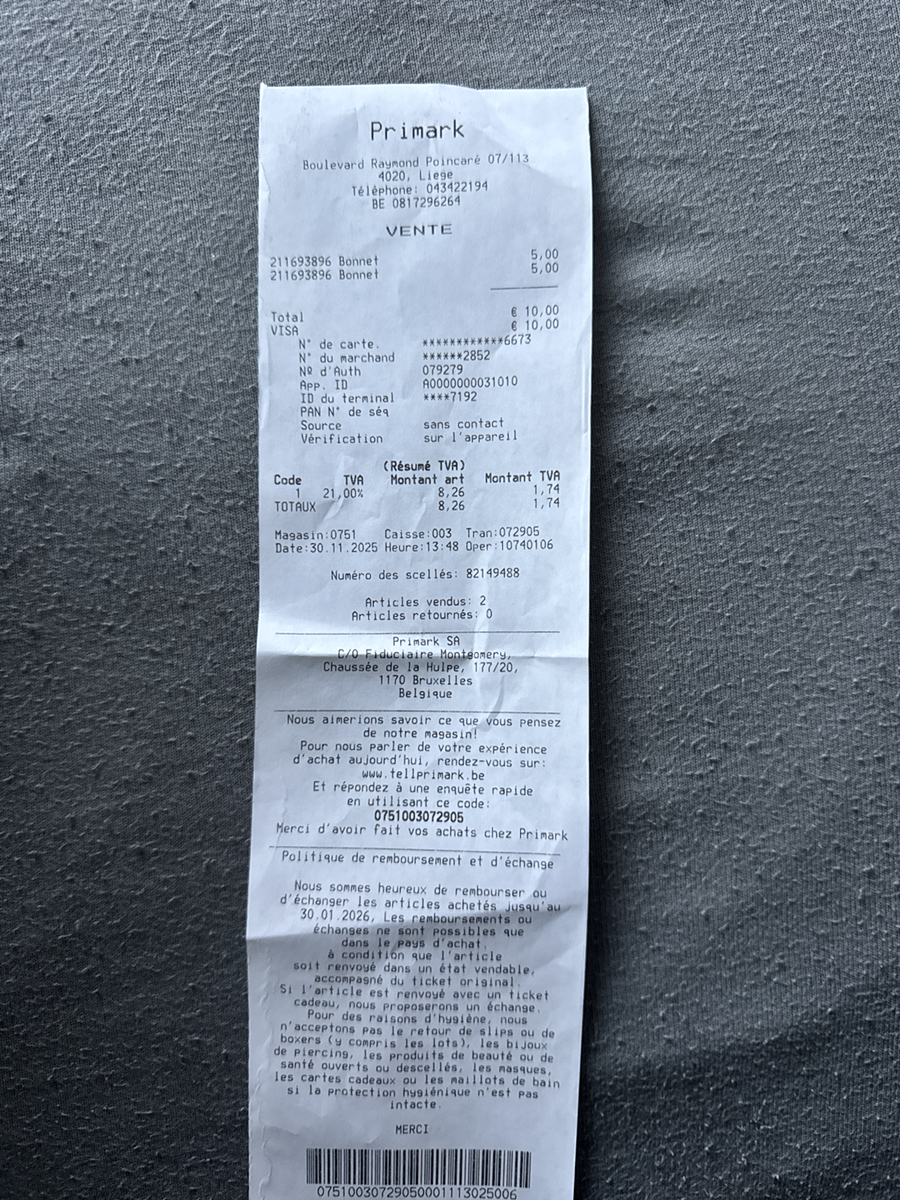 Primark
Boulevard Raymond Poincaré 07/113
4020, Liege
Téléphone: 043422194
BE 0817296264
VENTE
211693896 Bonnet 5,00
211693896 Bonnet 5,00
Total € 10,00
VISA € 10,00
N° de carte. ************6673
N° du marchand ******2852
Nº d'Auth 079279
App. ID A0000000031010
ID du terminal ****7192
PAN N° de séq
Source sans contact
Vérification sur l'appareil
(Résumé TVA)
Code TVA Montant art Montant TVA
1 21,00% 8,26 1,74
TOTAUX 8,26 1,74
Magasin:0751 Caisse:003 Tran:072905
Date:30.11.2025 Heure:13:48 Oper:10740106
Numéro des scellés: 82149488
Articles vendus: 2
Articles retournés: 0
Primark SA
C/O Fiduciaire Montgomery,
Chaussée de la Hulpe, 177/20,
1170 Bruxelles
Belgique
Nous aimerions savoir ce que vous pensez
de notre magasin!
Pour nous parler de votre expérience
d'achat aujourd'hui, rendez-vous sur:
www.tellprimark.be
Et répondez à une enquête rapide
en utilisant ce code:
0751003072905
Merci d'avoir fait vos achats chez Primark
Politique de remboursement et d'échange
Nous sommes heureux de rembourser ou
d'échanger les articles achetés jusqu'au
30.01.2026, Les remboursements ou
échanges ne sont possibles que
dans le pays d'achat.
à condition que l'article
soit renvoyé dans un état vendable,
accompagné du ticket original.
Si l'article est renvoyé avec un ticket
cadeau, nous proposerons un échange.
Pour des raisons d'hygiène, nous
n'acceptons pas le retour de slips ou de
boxers (y compris les lots), les bijoux
de piercing, les produits de beauté ou de
santé ouverts ou descellés, les masques,
les cartes cadeaux ou les maillots de bain
si la protection hygiénique n'est pas
intacte.
MERCI
07510030729050001113025006